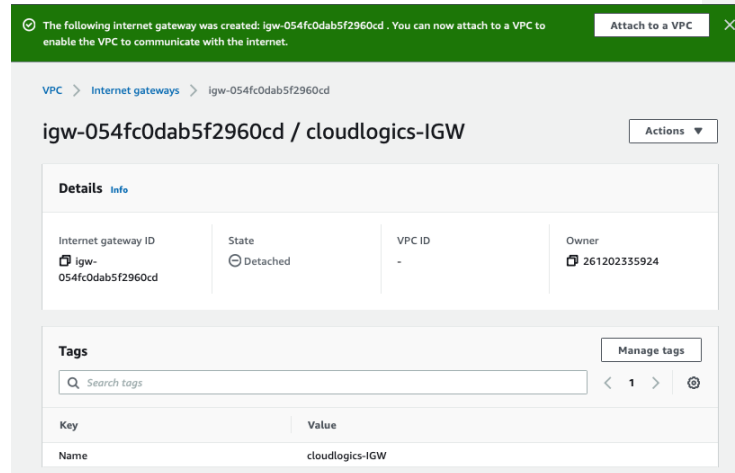 The following internet gateway was created: igw-054fc0dab5f2960cd . You can now attach to a VPC to
enable the VPC to communicate with the internet.
Attach to a VPC
VPC > Internet gateways > igw-054fc0dab5f2960cd
igw-054fc0dab5f2960cd / cloudlogics-IGW
Actions
Details Info
Internet gateway ID
igw-
054fc0dab5f2960cd
State
Detached
VPC ID
-
Owner
261202335924
Tags
Manage tags
Search tags
< 1 >
Key Value
Name cloudlogics-IGW